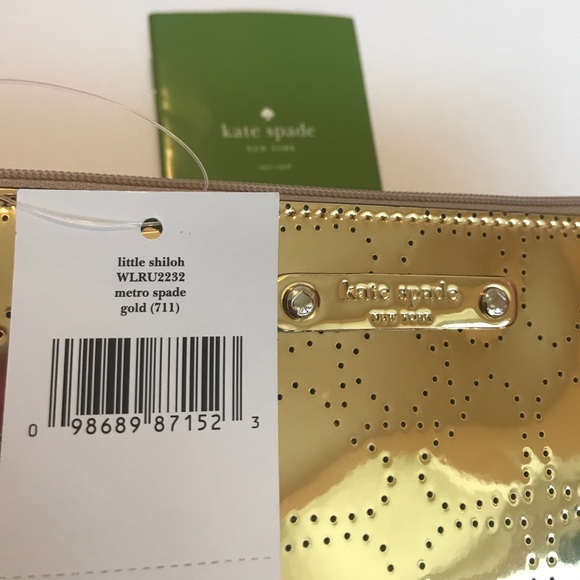 kate spade
NEW YORK
little shiloh
WLRU2232
metro spade
gold (711)
kate spade
NEW YORK
0 98689 87152 3